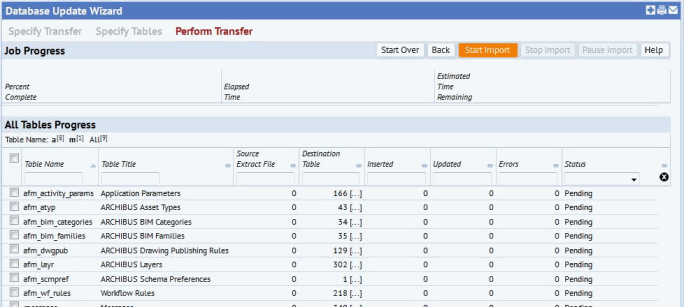 Database Update Wizard
Specify Transfer Specify Tables Perform Transfer
Job Progress Start Over Back Start Import Stop Import Pause Import Help
Percent Complete Elapsed Time Estimated Time Remaining
All Tables Progress
Table Name: a[8] m[1] All[9]
Table Name Table Title Source Extract File Destination Table Inserted Updated Errors Status
afm_activity_params Application Parameters 0 166 [...] 0 0 0 Pending
afm_atyp ARCHIBUS Asset Types 0 43 [...] 0 0 0 Pending
afm_bim_categories ARCHIBUS BIM Categories 0 34 [...] 0 0 0 Pending
afm_bim_families ARCHIBUS BIM Families 0 35 [...] 0 0 0 Pending
afm_dwgpub ARCHIBUS Drawing Publishing Rules 0 129 [...] 0 0 0 Pending
afm_layr ARCHIBUS Layers 0 302 [...] 0 0 0 Pending
afm_scmpref ARCHIBUS Schema Preferences 0 1 [...] 0 0 0 Pending
afm_wf_rules Workflow Rules 0 218 [...] 0 0 0 Pending